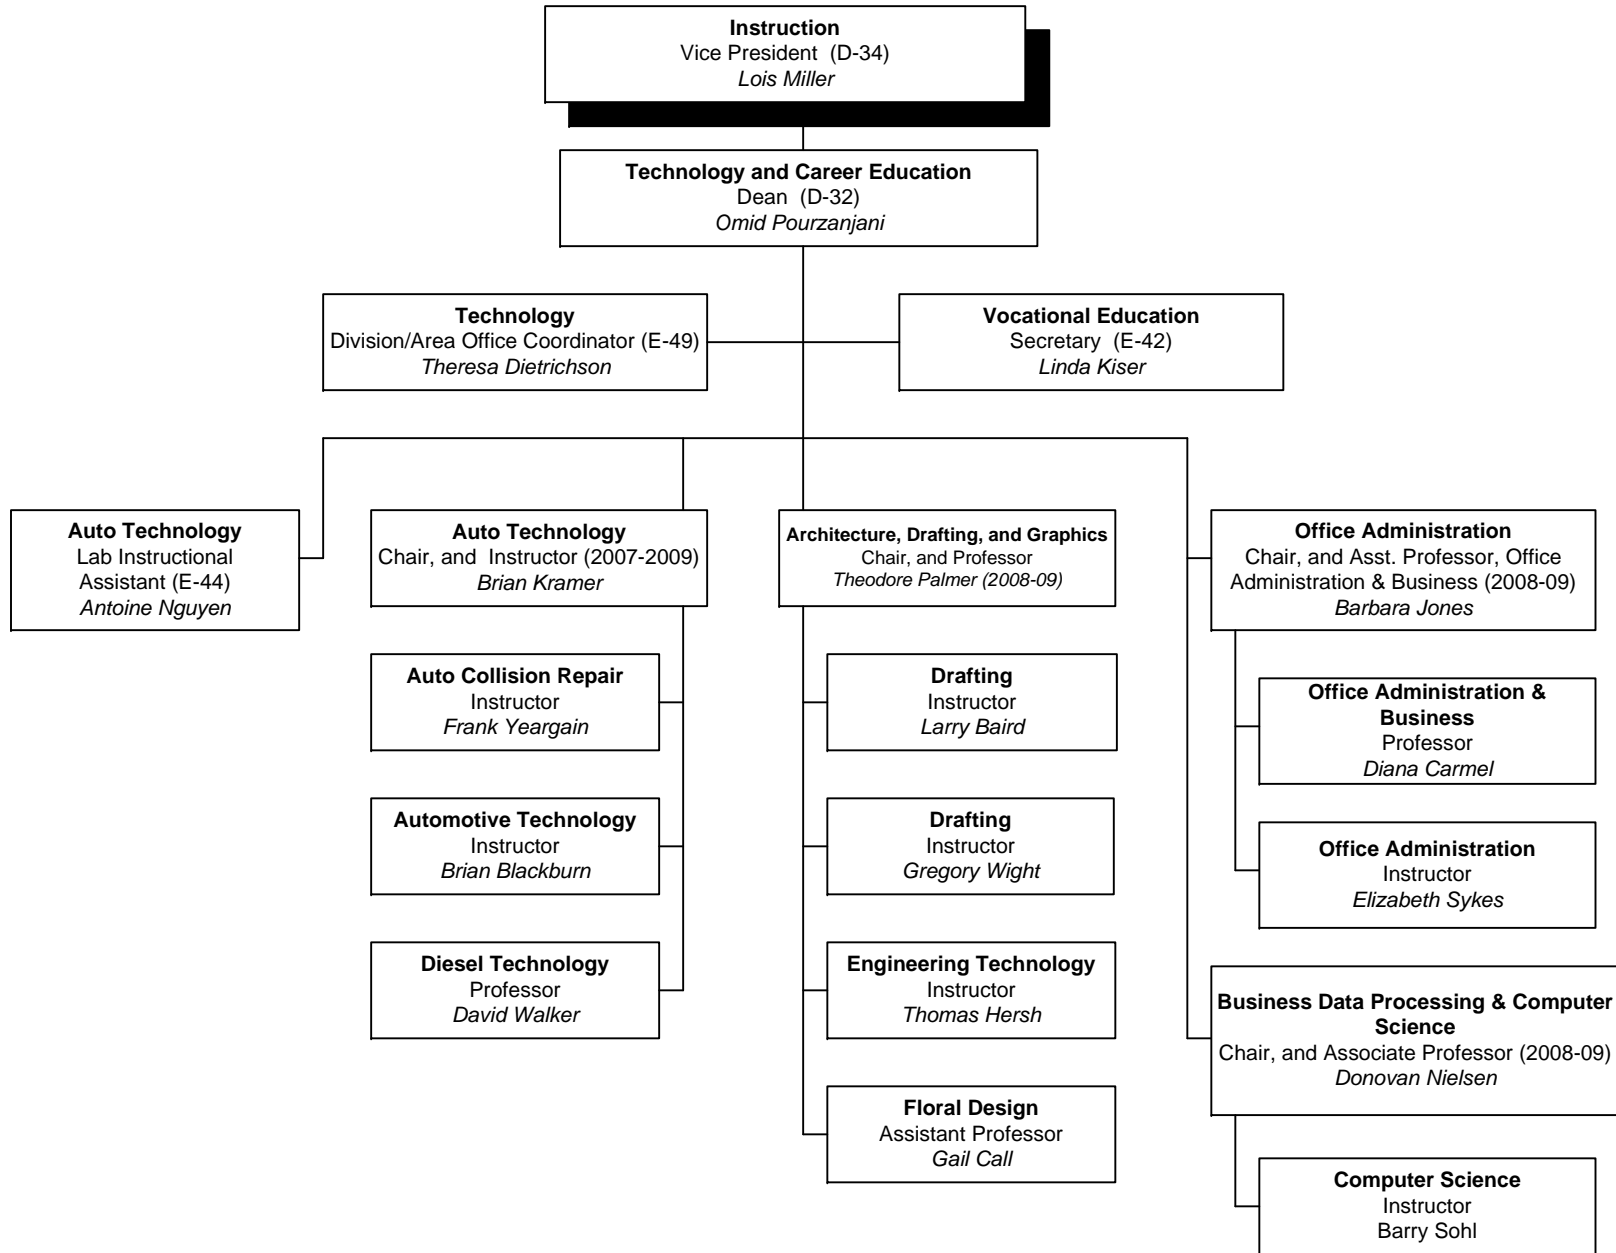 Instruction
Vice President (D-34)
Lois Miller
Technology and Career Education
Dean (D-32)
Omid Pourzanjani
Technology
Division/Area Office Coordinator (E-49)
Theresa Dietrichson
Vocational Education
Secretary (E-42)
Linda Kiser
Auto Technology
Lab Instructional
Assistant (E-44)
Antoine Nguyen
Auto Technology
Chair, and Instructor (2007-2009)
Brian Kramer
Architecture, Drafting, and Graphics
Chair, and Professor
Theodore Palmer (2008-09)
Office Administration
Chair, and Asst. Professor, Office
Administration & Business (2008-09)
Barbara Jones
Auto Collision Repair
Instructor
Frank Yeargain
Drafting
Instructor
Larry Baird
Office Administration &
Business
Professor
Diana Carmel
Automotive Technology
Instructor
Brian Blackburn
Drafting
Instructor
Gregory Wight
Office Administration
Instructor
Elizabeth Sykes
Diesel Technology
Professor
David Walker
Engineering Technology
Instructor
Thomas Hersh
Business Data Processing & Computer
Science
Chair, and Associate Professor (2008-09)
Donovan Nielsen
Floral Design
Assistant Professor
Gail Call
Computer Science
Instructor
Barry Sohl